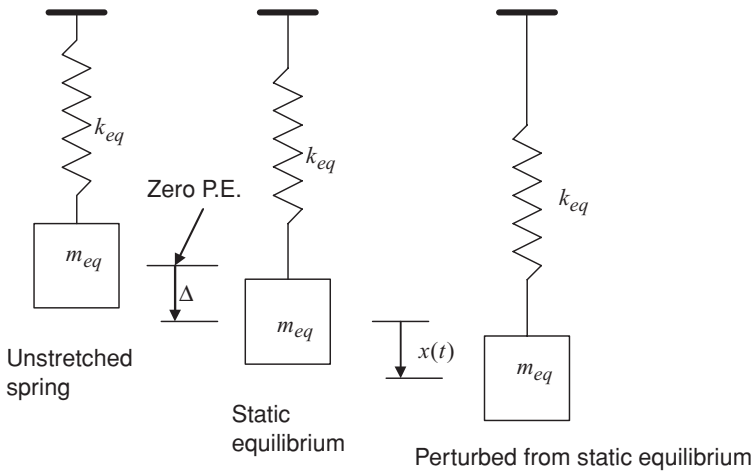 k_eq
m_eq
Unstretched
spring
Zero P.E.
Δ
k_eq
m_eq
Static
equilibrium
x(t)
k_eq
m_eq
Perturbed from static equilibrium